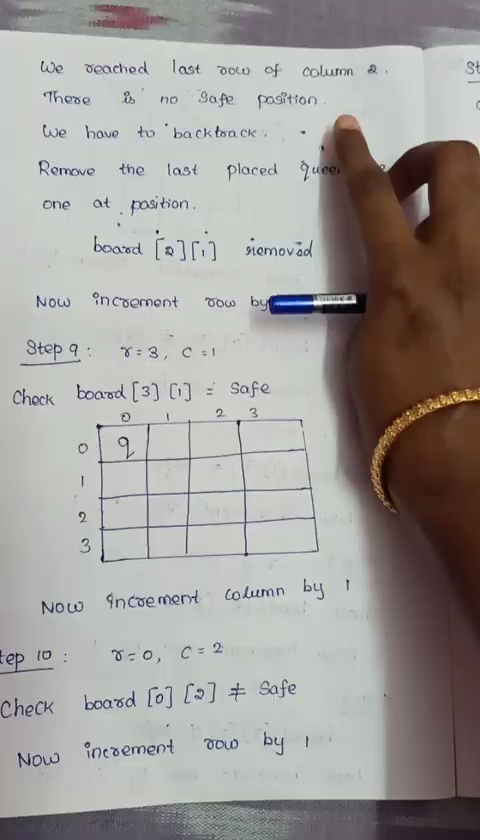 We reached last row of column 2.
There is no safe position.
We have to backtrack.
Remove the last placed
one at position.
board [2][1] removed
Now increment row by
Step 9: r=3, c=1
Check board [3][1] = Safe
0 1 2 3
0 q
1
2
3
Now increment column by 1
tep 10: r=0, c=2
Check board [0][2] ≠ Safe
Now increment row by 1
St